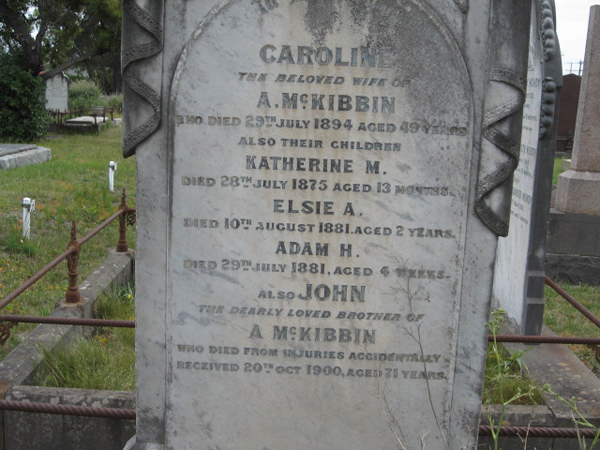 CAROLINE
THE BELOVED WIFE OF
A. McKIBBIN
WHO DIED 29TH JULY 1894 AGED 49 YEARS
ALSO THEIR CHILDREN
KATHERINE M.
DIED 28TH JULY 1875 AGED 13 MONTHS.
ELSIE A.
DIED 10TH AUGUST 1881. AGED 2 YEARS.
ADAM H.
DIED 29TH JULY 1881, AGED 4 WEEKS.
ALSO JOHN
THE DEARLY LOVED BROTHER OF
A McKIBBIN
WHO DIED FROM INJURIES ACCIDENTALLY
RECEIVED 20TH OCT 1900, AGED 71 YEARS.